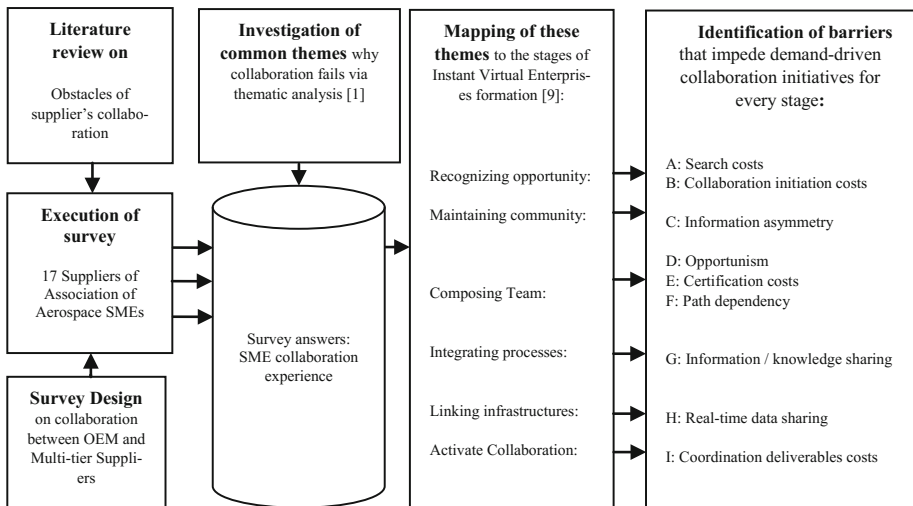 Literature
review on
Obstacles of
supplier's collabo-
ration
Execution of
survey
17 Suppliers of
Association of
Aerospace SMEs
Survey Design
on collaboration
between OEM and
Multi-tier Suppli-
ers
Investigation of
common themes why
collaboration fails via
thematic analysis [1]
Survey answers:
SME collaboration
experience
Mapping of these
themes to the stages of
Instant Virtual Enterpris-
es formation [9]:
Recognizing opportunity:
Maintaining community:
Composing Team:
Integrating processes:
Linking infrastructures:
Activate Collaboration:
Identification of barriers
that impede demand-driven
collaboration initiatives for
every stage:
A: Search costs
B: Collaboration initiation costs
C: Information asymmetry
D: Opportunism
E: Certification costs
F: Path dependency
G: Information / knowledge sharing
H: Real-time data sharing
I: Coordination deliverables costs